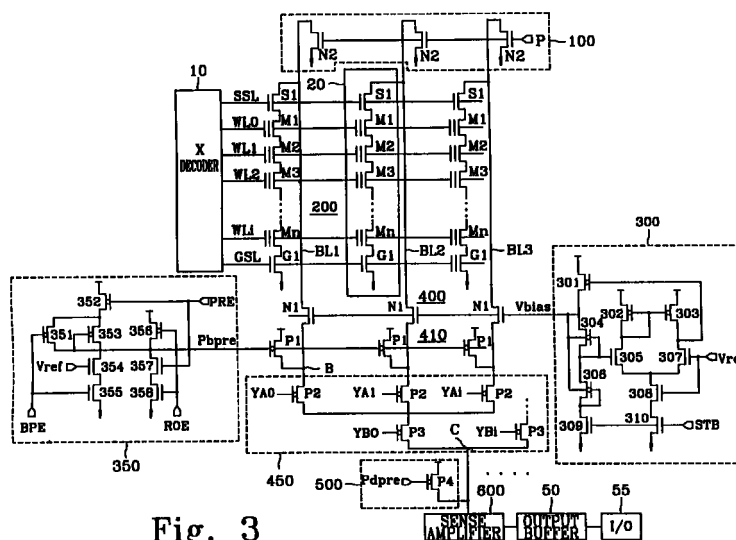 N2 N2 N2 P 100
10 20
X DECODER
SSL S1 S1 S1
WL0 M1 M1 M1
WL1 M2 M2 M2
WL2 M3 M3 M3
200
WLi Mn Mn Mn
GSL G1 BL1 G1 BL2 G1 BL3
300
301
302 303
304
305 307
Vref
306 308
309 310 STB
N1 N1 400 N1 Vbias
352 PRE
351 353 356
Pbpre P1 P1 410 P1
Vref 354 357
B
355 358
BPE ROE
350
YA0 P2 YA1 P2 YAi P2
YB0 P3 C YBi P3
450
500 Pdpre P4
600 50 55
SENSE AMPLIFIER OUTPUT BUFFER I/O
Fig. 3